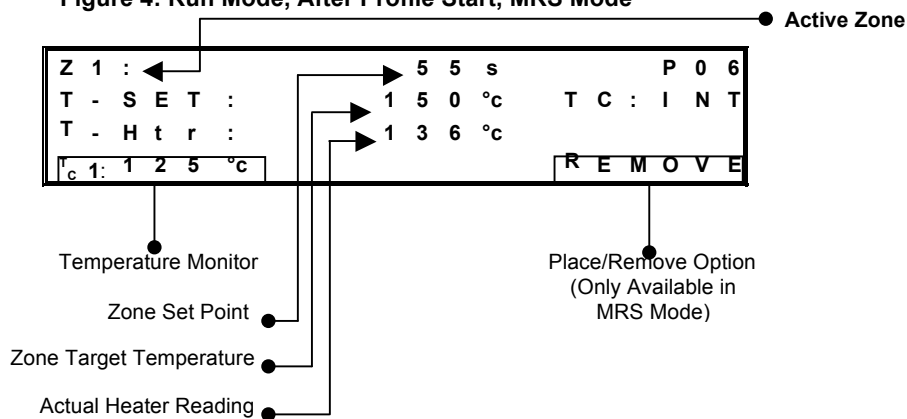 Figure 4: Run Mode, After Profile Start, MRS Mode
Active Zone
Z 1 : 5 5 s P 0 6
T - S E T : 1 5 0 °c T C : I N T
T - H t r : 1 3 6 °c
Tc 1: 1 2 5 °c R E M O V E
Temperature Monitor
Place/Remove Option
(Only Available in
MRS Mode)
Zone Set Point
Zone Target Temperature
Actual Heater Reading